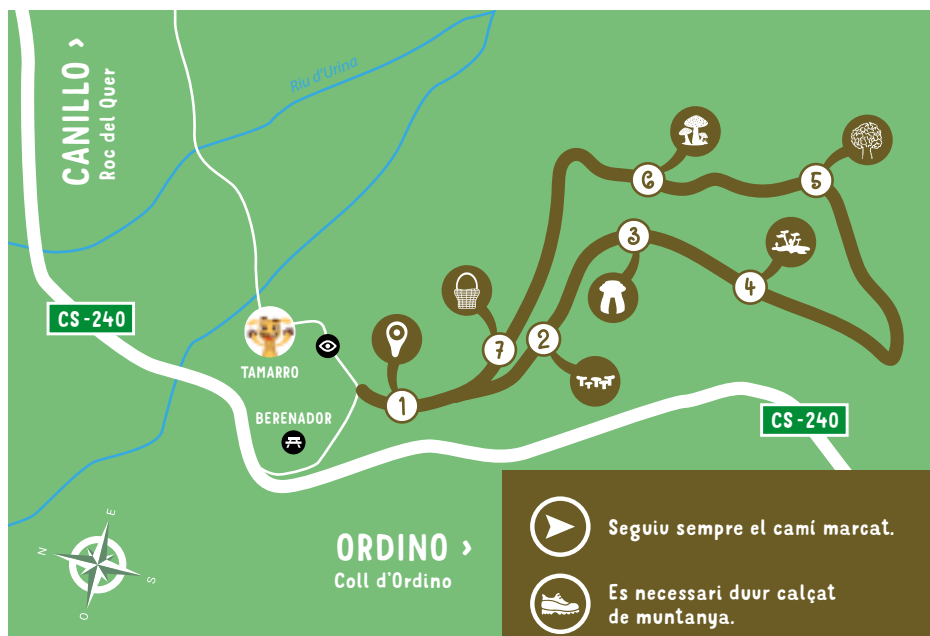 CANILLO ›
Roc del Quer
Riu d'Urina
6
5
3
4
CS-240
7
2
TAMARRO
1
BERENADOR
CS-240
E
N
S
O
ORDINO ›
Coll d'Ordino
Seguiu sempre el camí marcat.
Es necessari duur calçat
de muntanya.